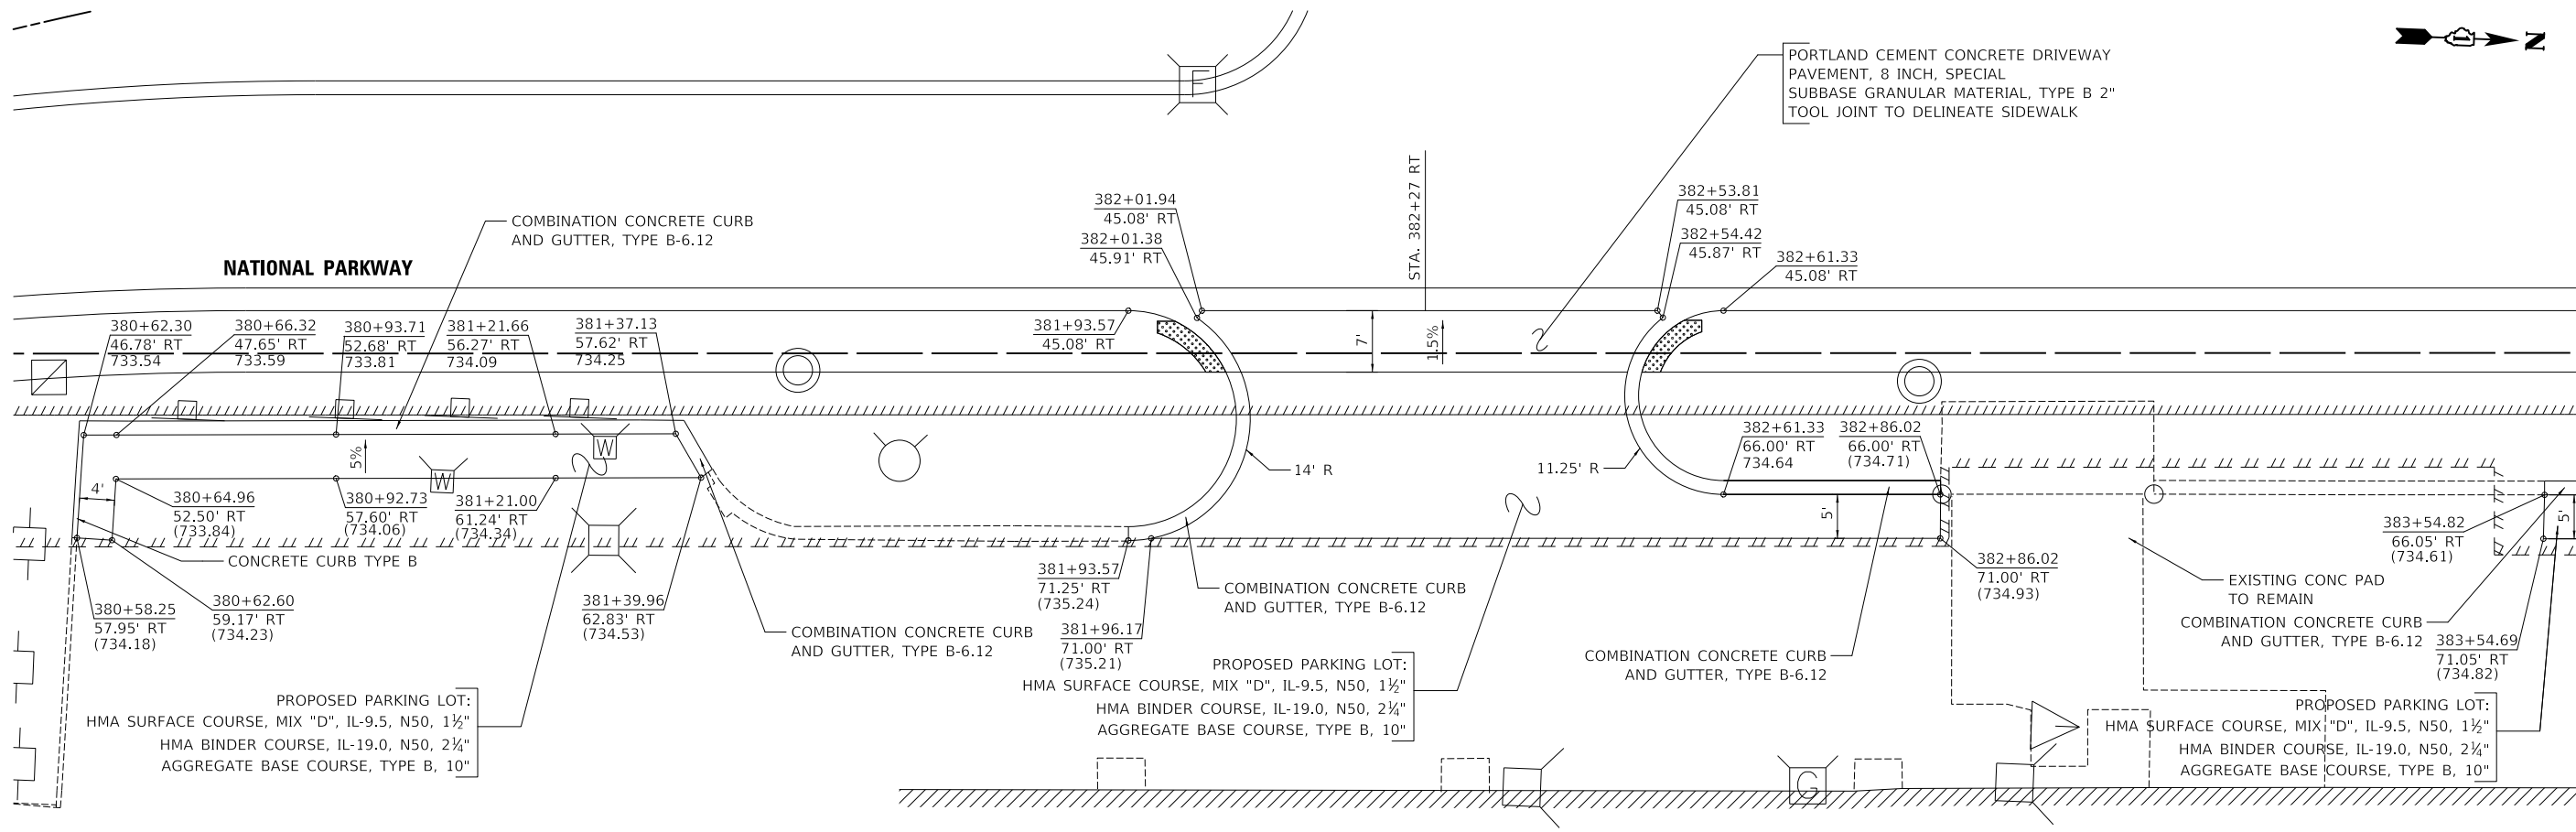 N
PORTLAND CEMENT CONCRETE DRIVEWAY
PAVEMENT, 8 INCH, SPECIAL
SUBBASE GRANULAR MATERIAL, TYPE B 2"
TOOL JOINT TO DELINEATE SIDEWALK
F
STA. 382+27 RT
382+01.94
45.08' RT
382+01.38
45.91' RT
382+53.81
45.08' RT
382+54.42
45.87' RT
382+61.33
45.08' RT
COMBINATION CONCRETE CURB
AND GUTTER, TYPE B-6.12
NATIONAL PARKWAY
380+62.30
46.78' RT
733.54
380+66.32
47.65' RT
733.59
380+93.71
52.68' RT
733.81
381+21.66
56.27' RT
734.09
381+37.13
57.62' RT
734.25
381+93.57
45.08' RT
7'
1.5%
5%
W
W
4'
380+64.96
52.50' RT
(733.84)
380+92.73
57.60' RT
(734.06)
381+21.00
61.24' RT
(734.34)
14' R
11.25' R
382+61.33
66.00' RT
734.64
382+86.02
66.00' RT
(734.71)
5'
383+54.82
66.05' RT
(734.61)
5'
CONCRETE CURB TYPE B
380+58.25
57.95' RT
(734.18)
380+62.60
59.17' RT
(734.23)
381+39.96
62.83' RT
(734.53)
381+93.57
71.25' RT
(735.24)
381+96.17
71.00' RT
(735.21)
COMBINATION CONCRETE CURB
AND GUTTER, TYPE B-6.12
COMBINATION CONCRETE CURB
AND GUTTER, TYPE B-6.12
382+86.02
71.00' RT
(734.93)
EXISTING CONC PAD
TO REMAIN
COMBINATION CONCRETE CURB
AND GUTTER, TYPE B-6.12
383+54.69
71.05' RT
(734.82)
COMBINATION CONCRETE CURB
AND GUTTER, TYPE B-6.12
PROPOSED PARKING LOT:
HMA SURFACE COURSE, MIX "D", IL-9.5, N50, 1½"
HMA BINDER COURSE, IL-19.0, N50, 2¼"
AGGREGATE BASE COURSE, TYPE B, 10"
PROPOSED PARKING LOT:
HMA SURFACE COURSE, MIX "D", IL-9.5, N50, 1½"
HMA BINDER COURSE, IL-19.0, N50, 2¼"
AGGREGATE BASE COURSE, TYPE B, 10"
PROPOSED PARKING LOT:
HMA SURFACE COURSE, MIX "D", IL-9.5, N50, 1½"
HMA BINDER COURSE, IL-19.0, N50, 2¼"
AGGREGATE BASE COURSE, TYPE B, 10"
G